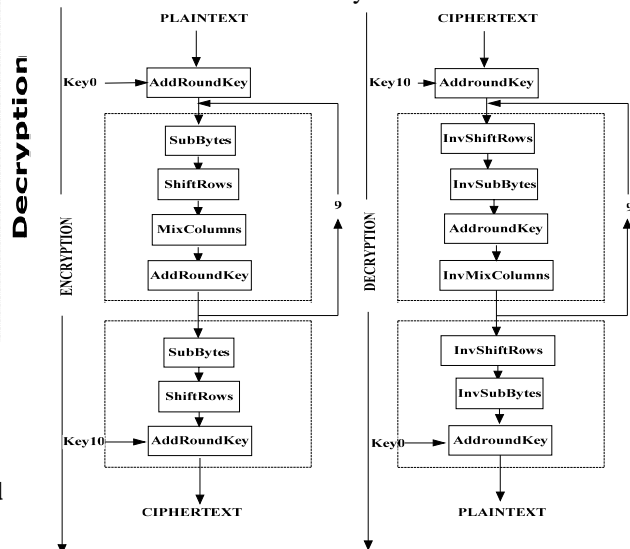 Decryption
PLAINTEXT
Key0
AddRoundKey
SubBytes
ShiftRows
MixColumns
AddRoundKey
9
ENCRYPTION
SubBytes
ShiftRows
Key10
AddRoundKey
CIPHERTEXT
CIPHERTEXT
Key10
AddroundKey
InvShiftRows
InvSubBytes
AddroundKey
InvMixColumns
9
DECRYPTION
InvShiftRows
InvSubBytes
Key0
AddroundKey
PLAINTEXT